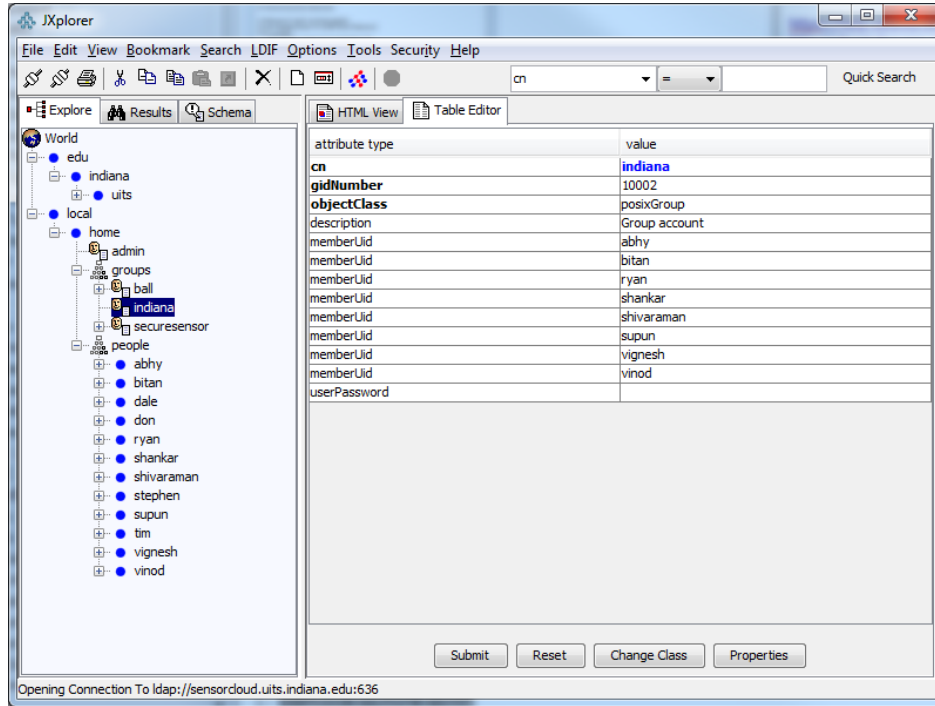 JXplorer
File Edit View Bookmark Search LDIF Options Tools Security Help
cn = Quick Search
Explore Results Schema
HTML View Table Editor
World
edu
indiana
uits
local
home
admin
groups
ball
indiana
securesensor
people
abhy
bitan
dale
don
ryan
shankar
shivaraman
stephen
supun
tim
vignesh
vinod
attribute type value
cn indiana
gidNumber 10002
objectClass posixGroup
description Group account
memberUid abhy
memberUid bitan
memberUid ryan
memberUid shankar
memberUid shivaraman
memberUid supun
memberUid vignesh
memberUid vinod
userPassword
Submit Reset Change Class Properties
Opening Connection To ldap://sensorcloud.uits.indiana.edu:636